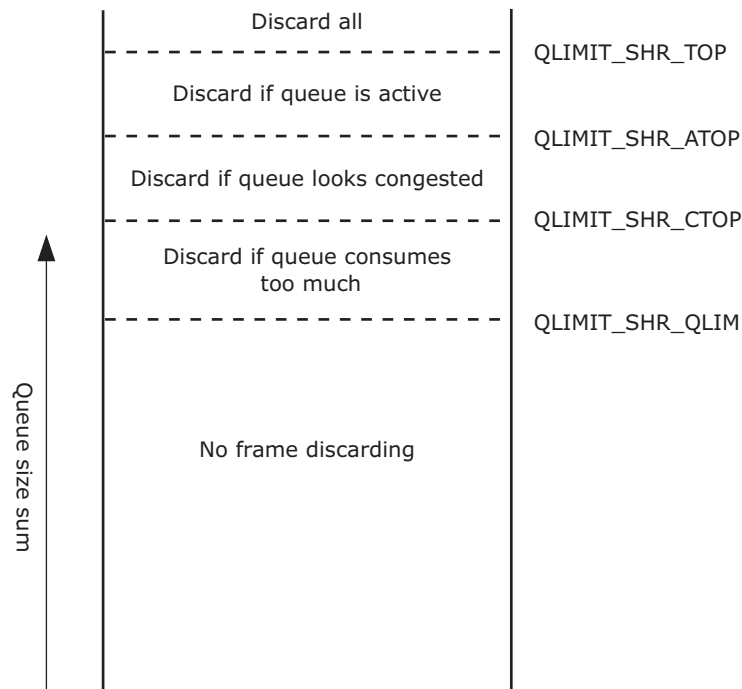 Discard all
QLIMIT_SHR_TOP
Discard if queue is active
QLIMIT_SHR_ATOP
Discard if queue looks congested
QLIMIT_SHR_CTOP
Discard if queue consumes
too much
QLIMIT_SHR_QLIM
No frame discarding
Queue size sum